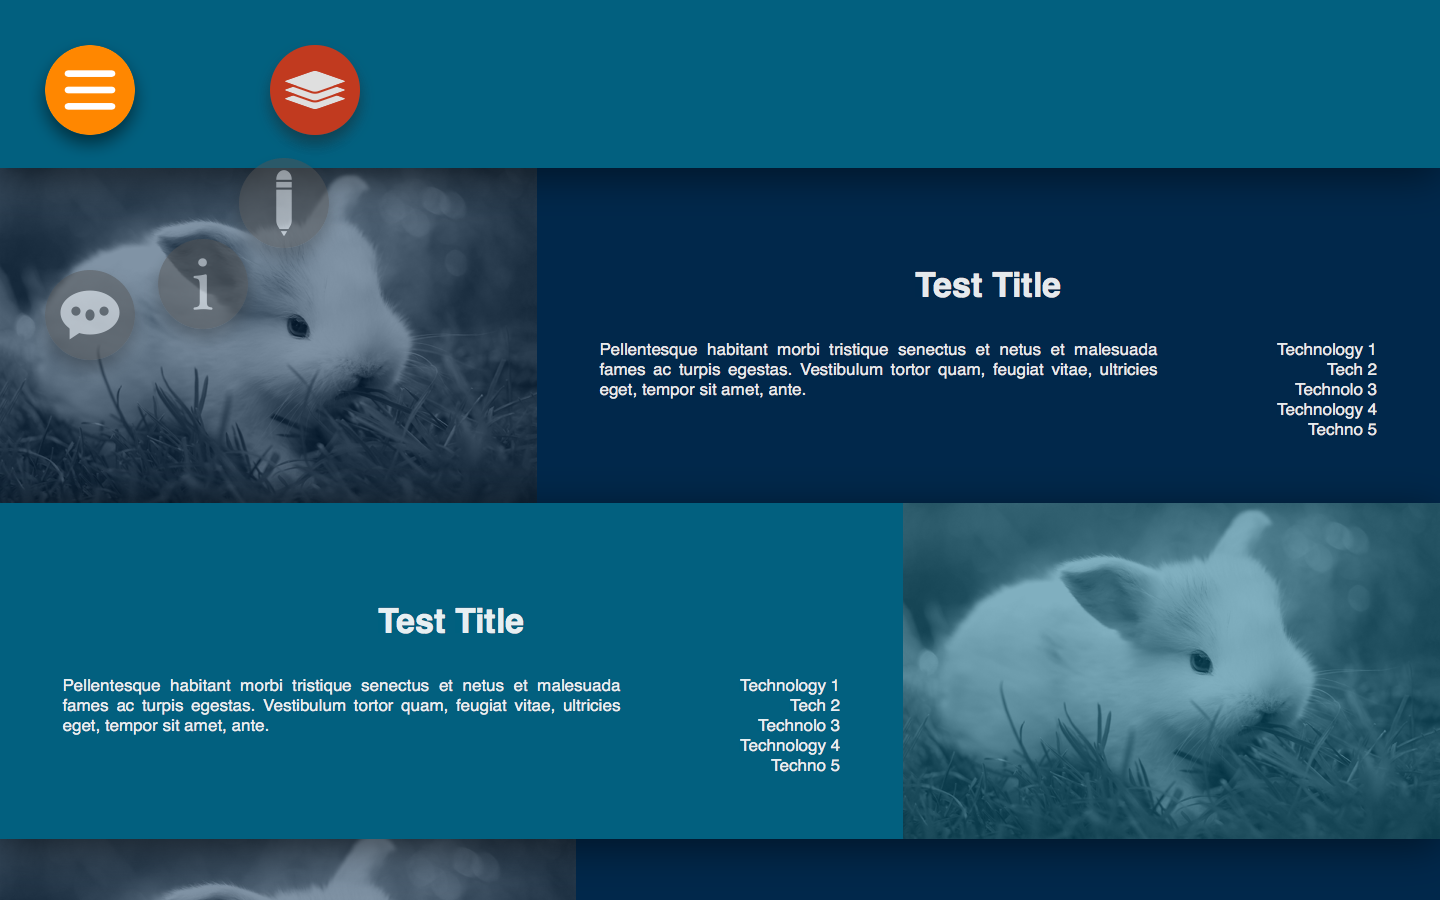 Test Title
Pellentesque habitant morbi tristique senectus et netus et malesuada
fames ac turpis egestas. Vestibulum tortor quam, feugiat vitae, ultricies
eget, tempor sit amet, ante.
Technology 1
Tech 2
Technolo 3
Technology 4
Techno 5
Test Title
Pellentesque habitant morbi tristique senectus et netus et malesuada
fames ac turpis egestas. Vestibulum tortor quam, feugiat vitae, ultricies
eget, tempor sit amet, ante.
Technology 1
Tech 2
Technolo 3
Technology 4
Techno 5